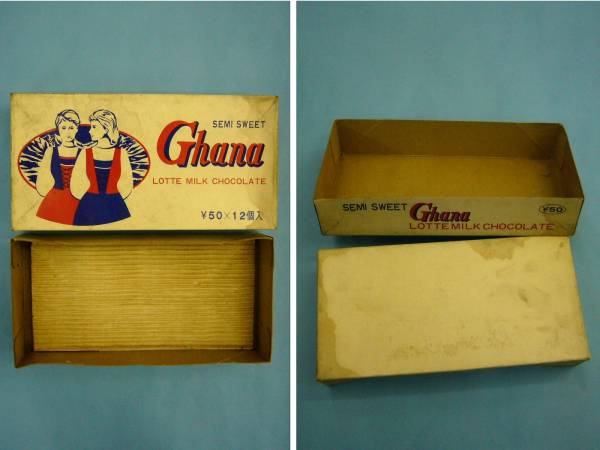 SEMI SWEET
Ghana
LOTTE MILK CHOCOLATE
¥50×12個入
SEMI SWEET Ghana ¥50
LOTTE MILK CHOCOLATE